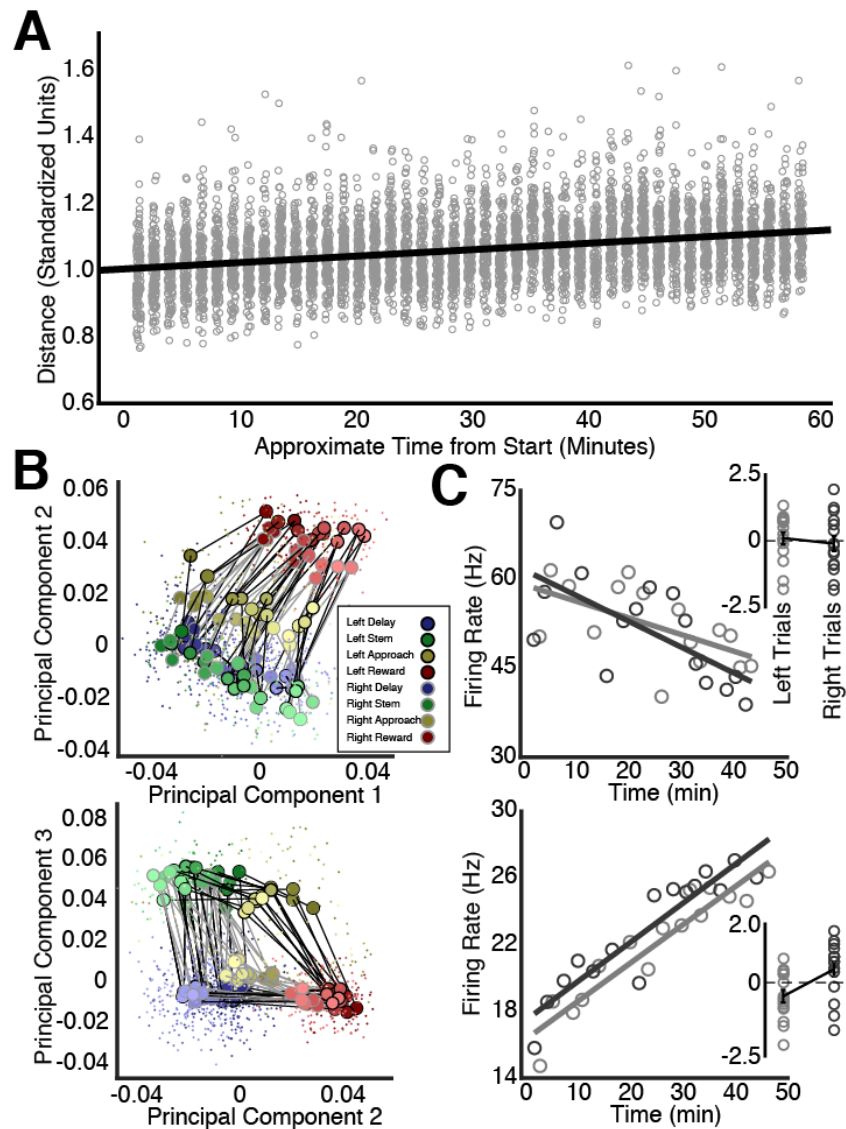 A
Distance (Standardized Units)
1.6
1.4
1.2
1.0
0.8
0.6
0 10 20 30 40 50 60
Approximate Time from Start (Minutes)
B
Principal Component 2
0.06
0.04
0.02
0
-0.02
-0.04
-0.04 0 0.04
Principal Component 1
Left Delay
Left Stem
Left Approach
Left Reward
Right Delay
Right Stem
Right Approach
Right Reward
Principal Component 3
0.08
0.06
0.04
0.02
0
-0.02
-0.04
-0.04 0 0.04
Principal Component 2
C
Firing Rate (Hz)
75
60
45
30
0 10 20 30 40 50
Time (min)
2.5
0
-2.5
Left Trials
Right Trials
Firing Rate (Hz)
30
26
22
18
14
0 10 20 30 40 50
Time (min)
2.0
0
-2.5